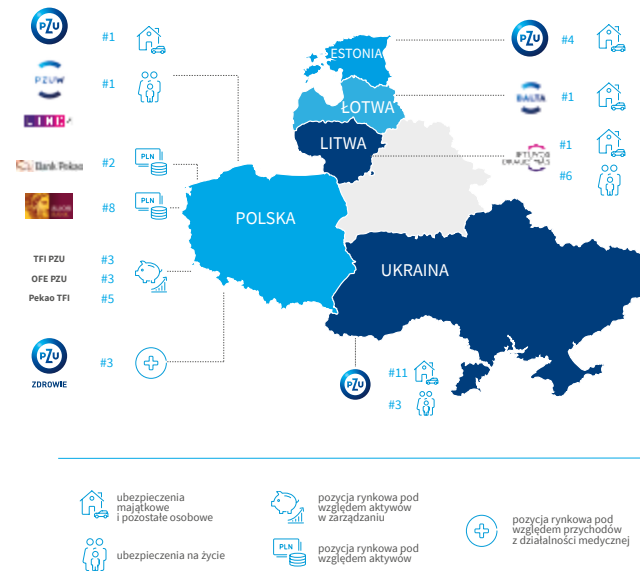 PZU
#1
PZUW
#1
Bank Pekao
#2
PLN
#8
PLN
TFI PZU
#3
OFE PZU
#3
Pekao TFI
#5
PZU
ZDROWIE
#3
ESTONIA
ŁOTWA
LITWA
POLSKA
UKRAINA
PZU
#4
BALTA
#1
#1
#6
PZU
#11
#3
ubezpieczenia
majątkowe
i pozostałe osobowe
ubezpieczenia na życie
pozycja rynkowa pod
względem aktywów
w zarządzaniu
PLN
pozycja rynkowa pod
względem aktywów
pozycja rynkowa pod
względem przychodów
z działalności medycznej